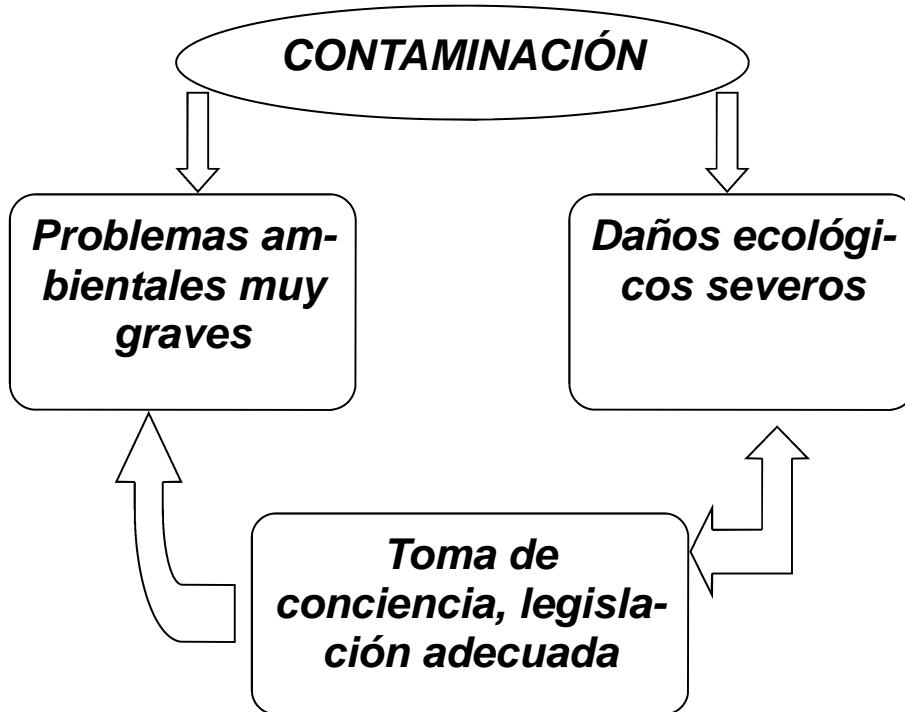 CONTAMINACIÓN
Problemas am-
bientales muy
graves
Daños ecológi-
cos severos
Toma de
conciencia, legisla-
ción adecuada